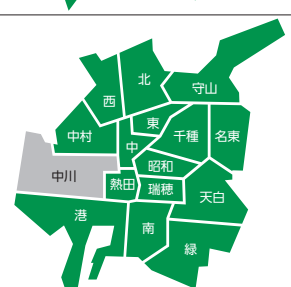 北
守山
西
東
中村
千種
名東
中
昭和
中川
熱田
瑞穂
天白
港
南
緑